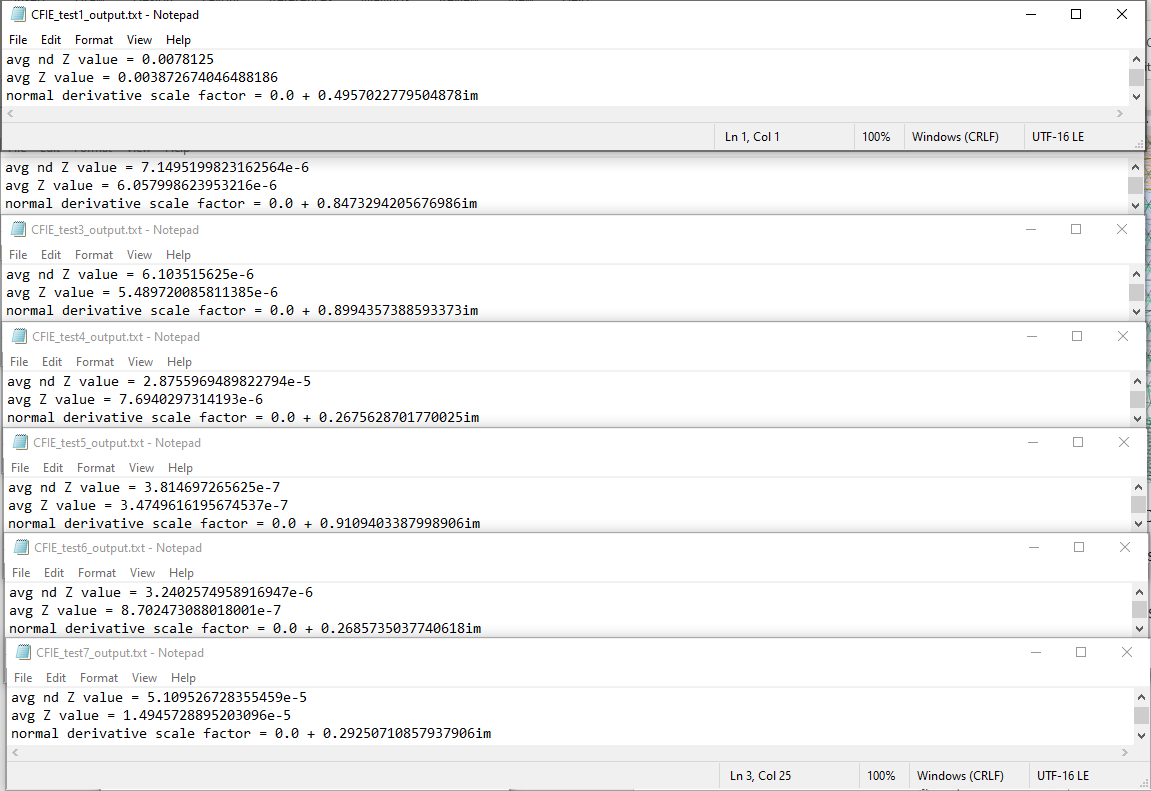 CFIE_test1_output.txt - Notepad
File Edit Format View Help
avg nd Z value = 0.0078125
avg Z value = 0.003872674046488186
normal derivative scale factor = 0.0 + 0.4957022779504878im
Ln 1, Col 1 100% Windows (CRLF) UTF-16 LE
avg nd Z value = 7.1495199823162564e-6
avg Z value = 6.057998623953216e-6
normal derivative scale factor = 0.0 + 0.8473294205676986im
CFIE_test3_output.txt - Notepad
File Edit Format View Help
avg nd Z value = 6.103515625e-6
avg Z value = 5.489720085811385e-6
normal derivative scale factor = 0.0 + 0.8994357388593373im
CFIE_test4_output.txt - Notepad
File Edit Format View Help
avg nd Z value = 2.8755969489822794e-5
avg Z value = 7.6940297314193e-6
normal derivative scale factor = 0.0 + 0.2675628701770025im
CFIE_test5_output.txt - Notepad
File Edit Format View Help
avg nd Z value = 3.814697265625e-7
avg Z value = 3.4749616195674537e-7
normal derivative scale factor = 0.0 + 0.9109403387998906im
CFIE_test6_output.txt - Notepad
File Edit Format View Help
avg nd Z value = 3.2402574958916947e-6
avg Z value = 8.702473088018001e-7
normal derivative scale factor = 0.0 + 0.2685735037740618im
CFIE_test7_output.txt - Notepad
File Edit Format View Help
avg nd Z value = 5.109526728355459e-5
avg Z value = 1.4945728895203096e-5
normal derivative scale factor = 0.0 + 0.29250710857937906im
Ln 3, Col 25 100% Windows (CRLF) UTF-16 LE